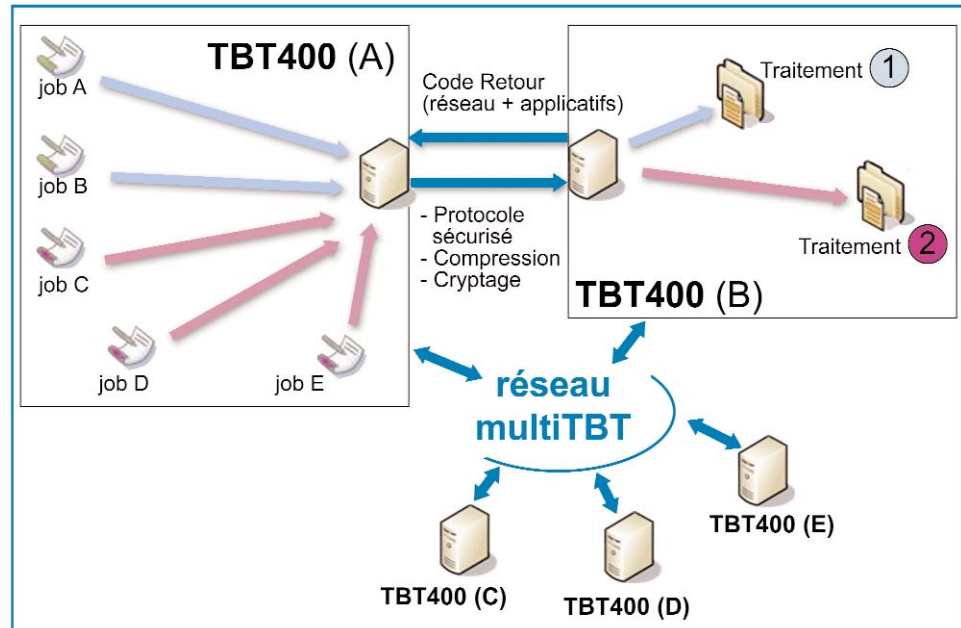 TBT400 (A)
job A
job B
job C
job D
job E
Code Retour
(réseau + applicatifs)
- Protocole
sécurisé
- Compression
- Cryptage
Traitement 1
Traitement 2
TBT400 (B)
réseau
multiTBT
TBT400 (C)
TBT400 (D)
TBT400 (E)